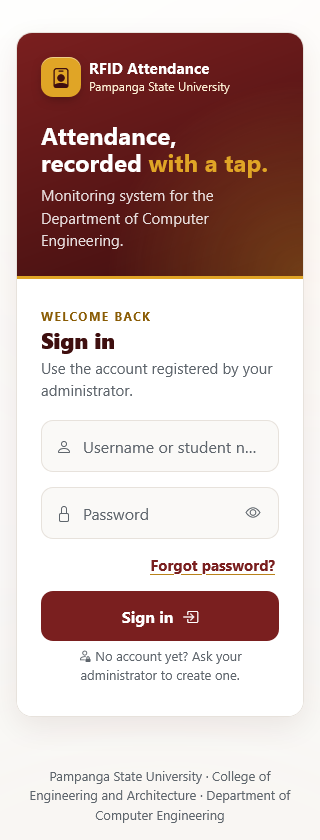 RFID Attendance
Pampanga State University
Attendance,
recorded with a tap.
Monitoring system for the
Department of Computer
Engineering.
WELCOME BACK
Sign in
Use the account registered by your
administrator.
Username or student n...
Password
Forgot password?
Sign in
No account yet? Ask your
administrator to create one.
Pampanga State University · College of
Engineering and Architecture · Department of
Computer Engineering